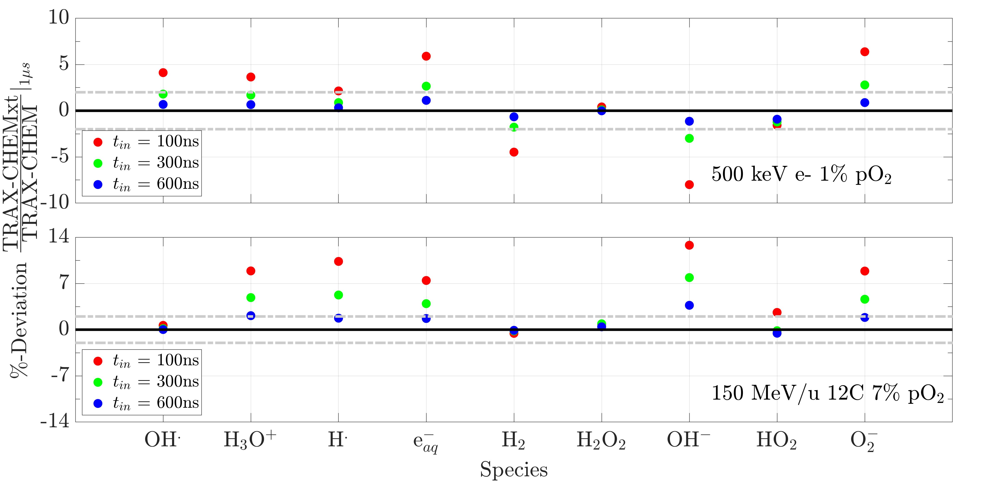 %-Deviation TRAX-CHEMxt / TRAX-CHEM |1μs
10
5
0
-5
-10
t_in = 100ns
t_in = 300ns
t_in = 600ns
500 keV e- 1% pO₂
14
7
0
-7
-14
t_in = 100ns
t_in = 300ns
t_in = 600ns
150 MeV/u 12C 7% pO₂
OH· H₃O⁺ H· e⁻_aq H₂ H₂O₂ OH⁻ HO₂ O₂⁻
Species